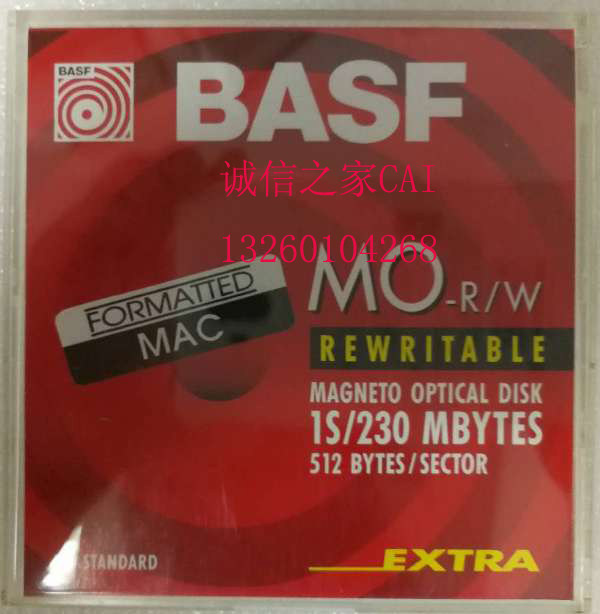 BASF
BASF
诚信之家CA1
13260104268
FORMATTED
MAC
MO-R/W
REWRITABLE
MAGNETO OPTICAL DISK
1S/230 MBYTES
512 BYTES/SECTOR
STANDARD
EXTRA